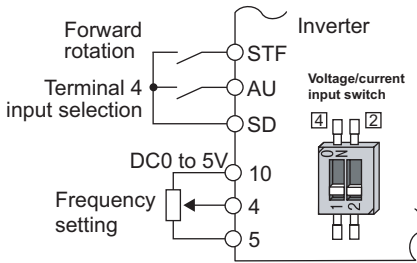 Inverter
Forward
rotation
STF
Terminal 4
input selection
AU
SD
Voltage/current
input switch
4
2
ON
1 2
DC0 to 5V
10
Frequency
setting
4
5